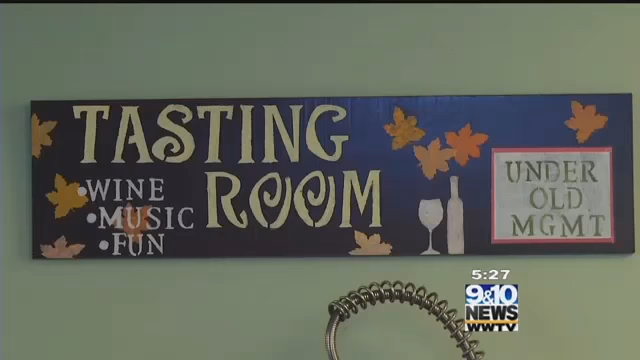 TASTING
ROOM
•WINE
•MUSIC
•FUN
UNDER
OLD
MGMT
5:27
9&10
NEWS
WWTV